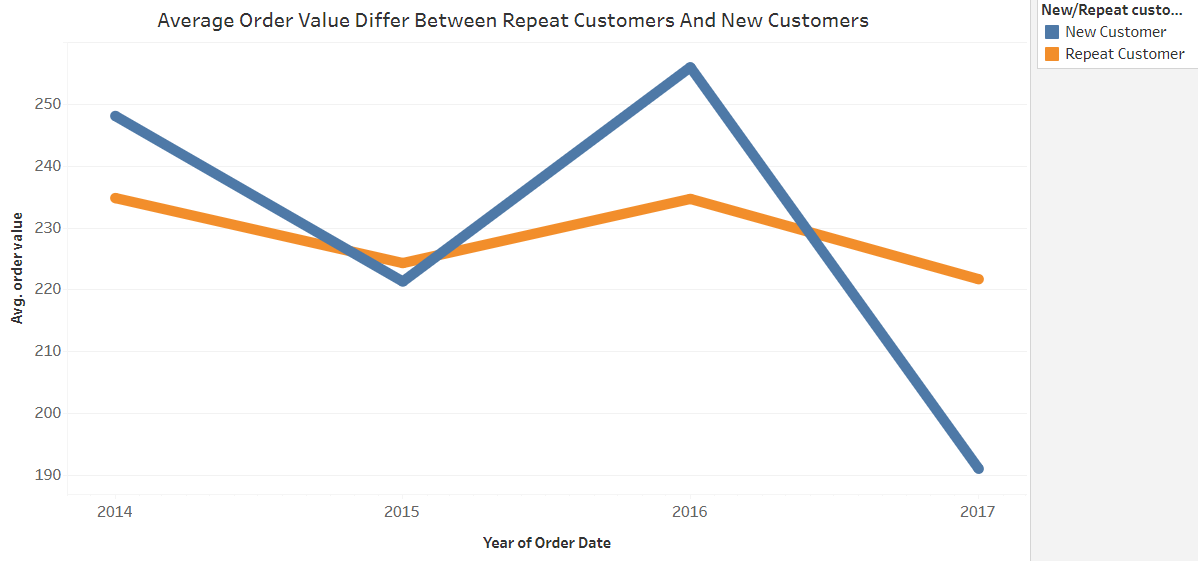 Average Order Value Differ Between Repeat Customers And New Customers
New/Repeat custo...
New Customer
Repeat Customer
Avg. order value
250
240
230
220
210
200
190
2014
2015
2016
2017
Year of Order Date